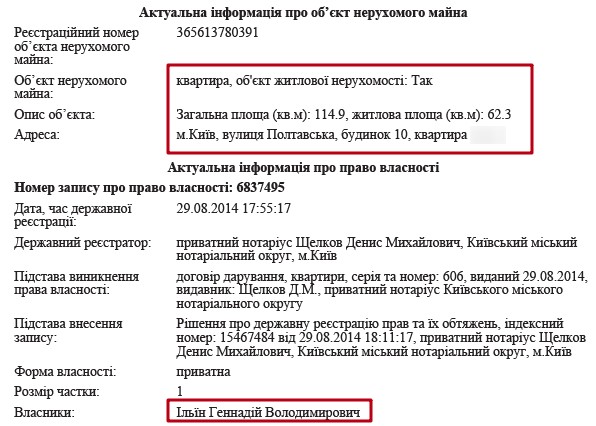 Актуальна інформація про об’єкт нерухомого майна
Реєстраційний номер 365613780391
об’єкта нерухомого
майна:
Об’єкт нерухомого квартира, об'єкт житлової нерухомості: Так
майна:
Опис об’єкта: Загальна площа (кв.м): 114.9, житлова площа (кв.м): 62.3
Адреса: м.Київ, вулиця Полтавська, будинок 10, квартира
Актуальна інформація про право власності
Номер запису про право власності: 6837495
Дата, час державної 29.08.2014 17:55:17
реєстрації:
Державний реєстратор: приватний нотаріус Щелков Денис Михайлович, Київський міський
нотаріальний округ, м.Київ
Підстава виникнення договір дарування, квартири, серія та номер: 606, виданий 29.08.2014,
права власності: видавник: Щелков Д.М., приватний нотаріус Київського міського
нотаріального округу
Підстава внесення Рішення про державну реєстрацію прав та їх обтяжень, індексний
запису: номер: 15467484 від 29.08.2014 18:11:17, приватний нотаріус Щелков
Денис Михайлович, Київський міський нотаріальний округ, м.Київ
Форма власності: приватна
Розмір частки: 1
Власники: Ільїн Геннадій Володимирович